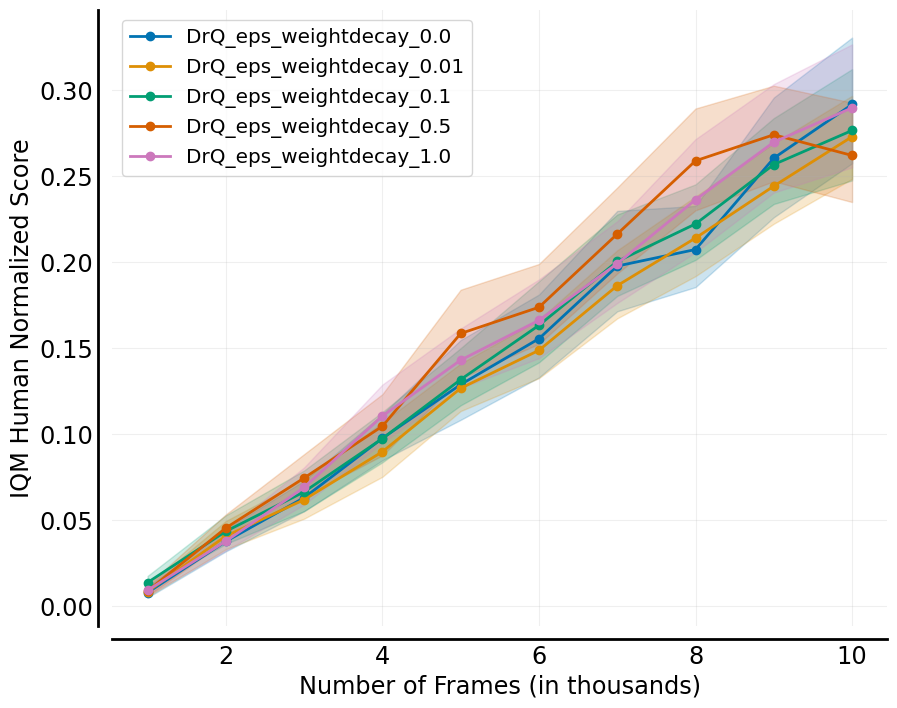 DrQ_eps_weightdecay_0.0
DrQ_eps_weightdecay_0.01
DrQ_eps_weightdecay_0.1
DrQ_eps_weightdecay_0.5
DrQ_eps_weightdecay_1.0
IQM Human Normalized Score
0.30
0.25
0.20
0.15
0.10
0.05
0.00
2 4 6 8 10
Number of Frames (in thousands)